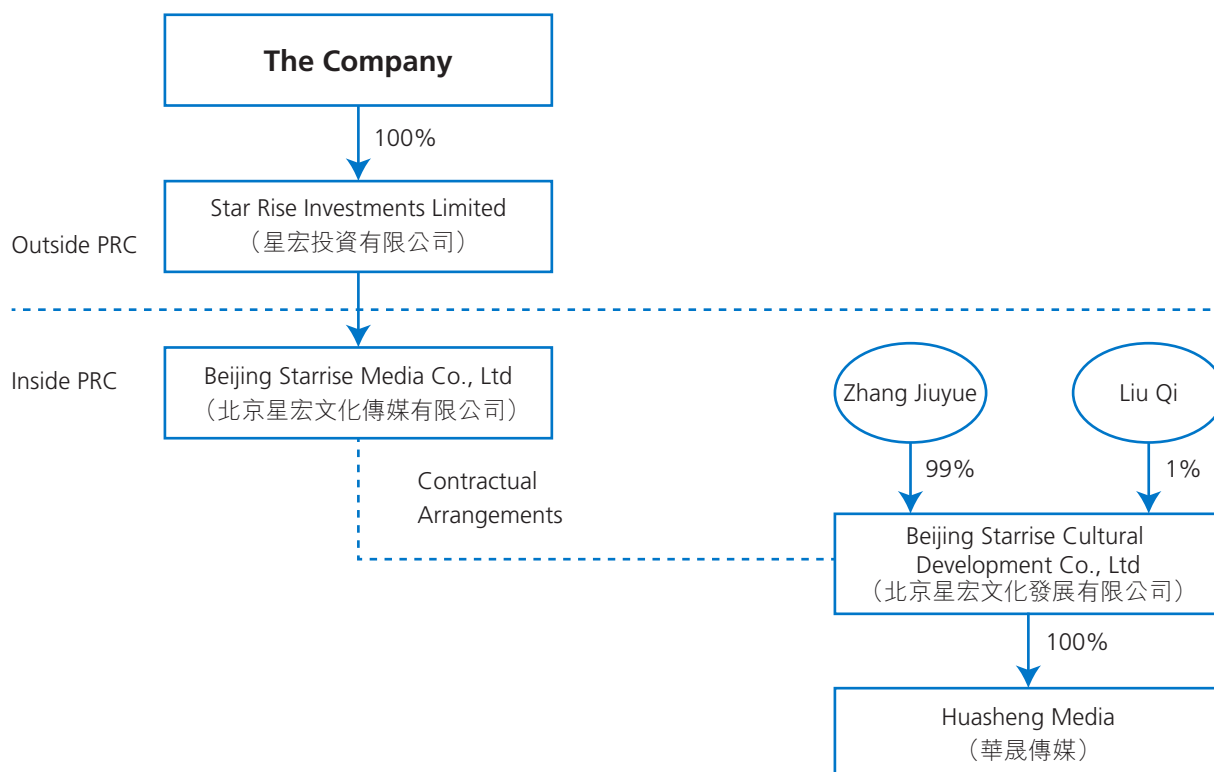 The Company
100%
Star Rise Investments Limited
（星宏投資有限公司）
Outside PRC
Inside PRC
Beijing Starrise Media Co., Ltd
（北京星宏文化傳媒有限公司）
Zhang Jiuyue
Liu Qi
99%
1%
Contractual
Arrangements
Beijing Starrise Cultural
Development Co., Ltd
（北京星宏文化發展有限公司）
100%
Huasheng Media
（華晟傳媒）